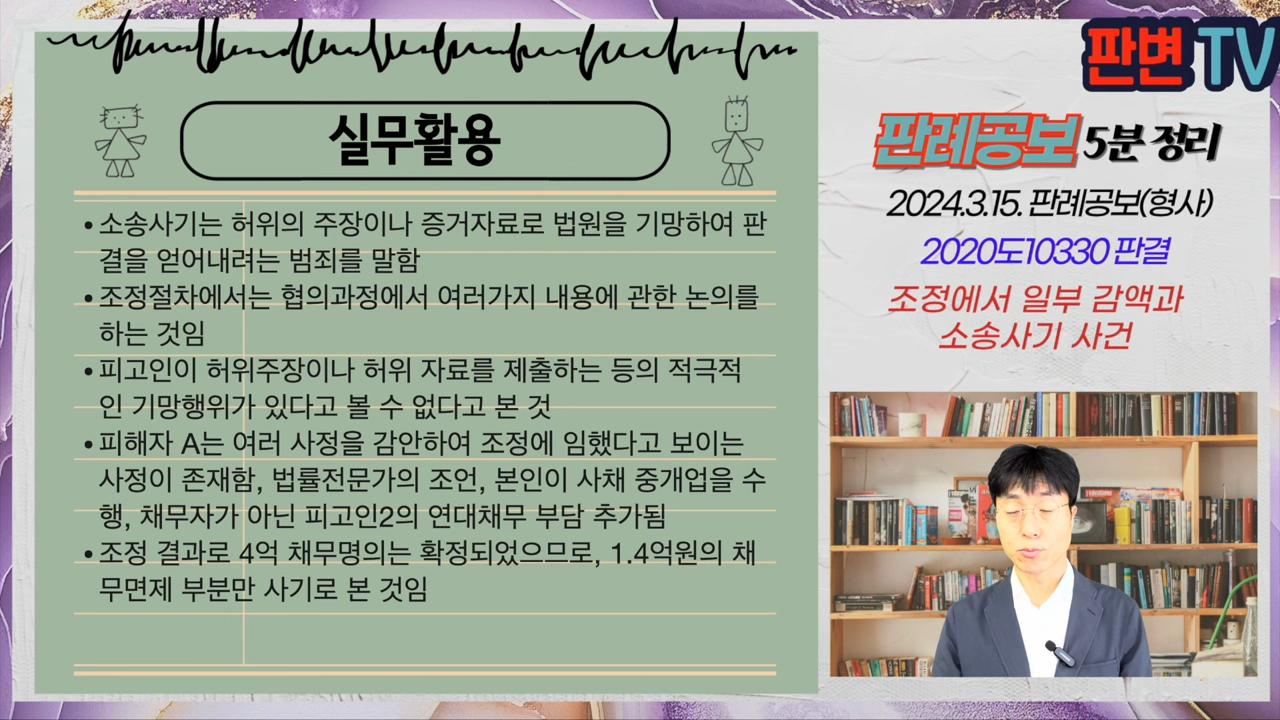 판변 TV
실무활용
• 소송사기는 허위의 주장이나 증거자료로 법원을 기망하여 판
결을 얻어내려는 범죄를 말함
• 조정절차에서는 협의과정에서 여러가지 내용에 관한 논의를
하는 것임
• 피고인이 허위주장이나 허위 자료를 제출하는 등의 적극적
인 기망행위가 있다고 볼 수 없다고 본 것
• 피해자 A는 여러 사정을 감안하여 조정에 임했다고 보이는
사정이 존재함, 법률전문가의 조언, 본인이 사채 중개업을 수
행, 채무자가 아닌 피고인2의 연대채무 부담 추가됨
• 조정 결과로 4억 채무명의는 확정되었으므로, 1.4억원의 채
무면제 부분만 사기로 본 것임
판례공보 5분 정리
2024.3.15. 판례공보(형사)
2020도10330 판결
조정에서 일부 감액과
소송사기 사건